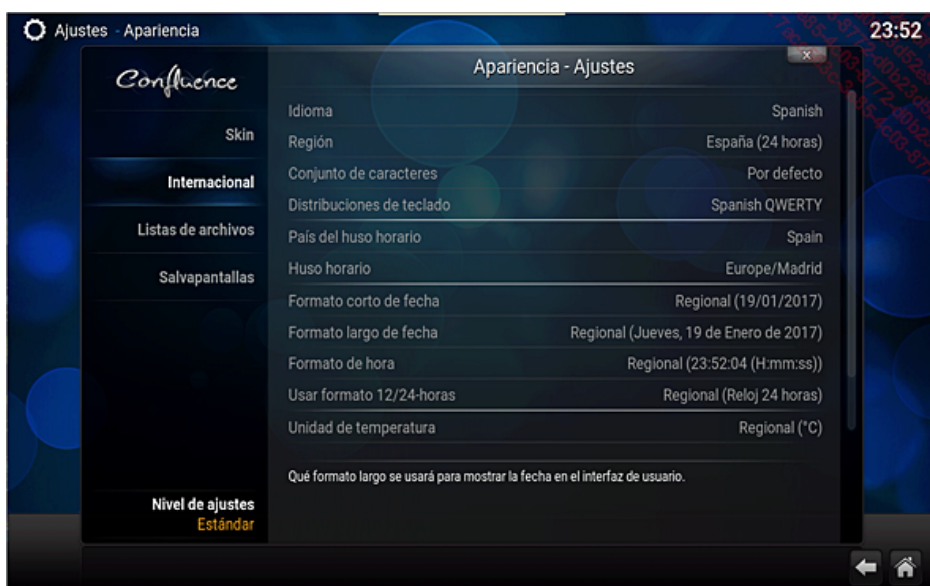 Ajustes - Apariencia
23:52
Confluence
Apariencia - Ajustes
x
Skin
Internacional
Listas de archivos
Salvapantallas
Idioma Spanish
Región España (24 horas)
Conjunto de caracteres Por defecto
Distribuciones de teclado Spanish QWERTY
País del huso horario Spain
Huso horario Europe/Madrid
Formato corto de fecha Regional (19/01/2017)
Formato largo de fecha Regional (Jueves, 19 de Enero de 2017)
Formato de hora Regional (23:52:04 (H:mm:ss))
Usar formato 12/24-horas Regional (Reloj 24 horas)
Unidad de temperatura Regional (°C)
Qué formato largo se usará para mostrar la fecha en el interfaz de usuario.
Nivel de ajustes
Estándar